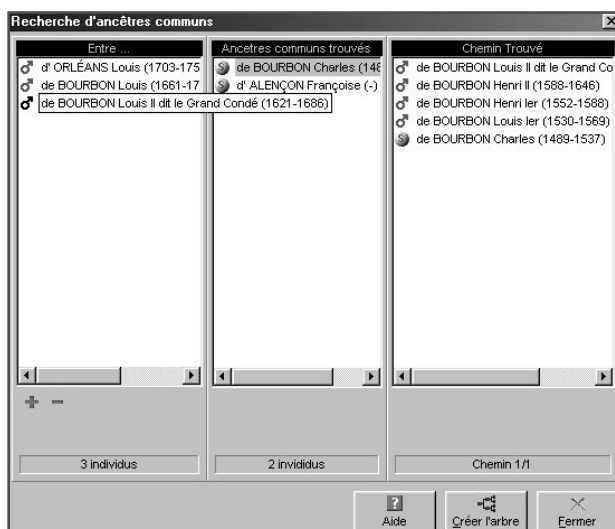 Recherche d'ancêtres communs
Entre ...
d' ORLÉANS Louis (1703-175
de BOURBON Louis (1661-17
de BOURBON Louis II dit le Grand Condé (1621-1686)
3 individus
Ancetres communs trouvés
de BOURBON Charles (148
d' ALENÇON Françoise (-)
2 invididus
Chemin Trouvé
de BOURBON Louis II dit le Grand Co
de BOURBON Henri II (1588-1646)
de BOURBON Henri Ier (1552-1588)
de BOURBON Louis Ier (1530-1569)
de BOURBON Charles (1489-1537)
Chemin 1/1
Aide
Créer l'arbre
Fermer